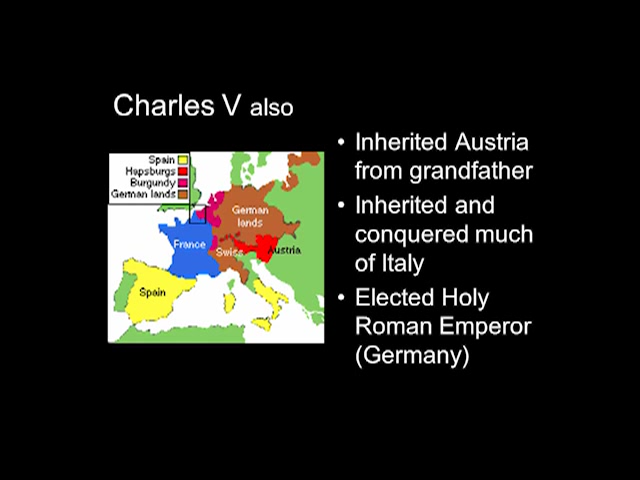 Charles V also
• Inherited Austria
from grandfather
• Inherited and
conquered much
of Italy
• Elected Holy
Roman Emperor
(Germany)
Spain
Hapsburgs
Burgundy
German lands
German
lands
France
Swiss
Austria
Spain